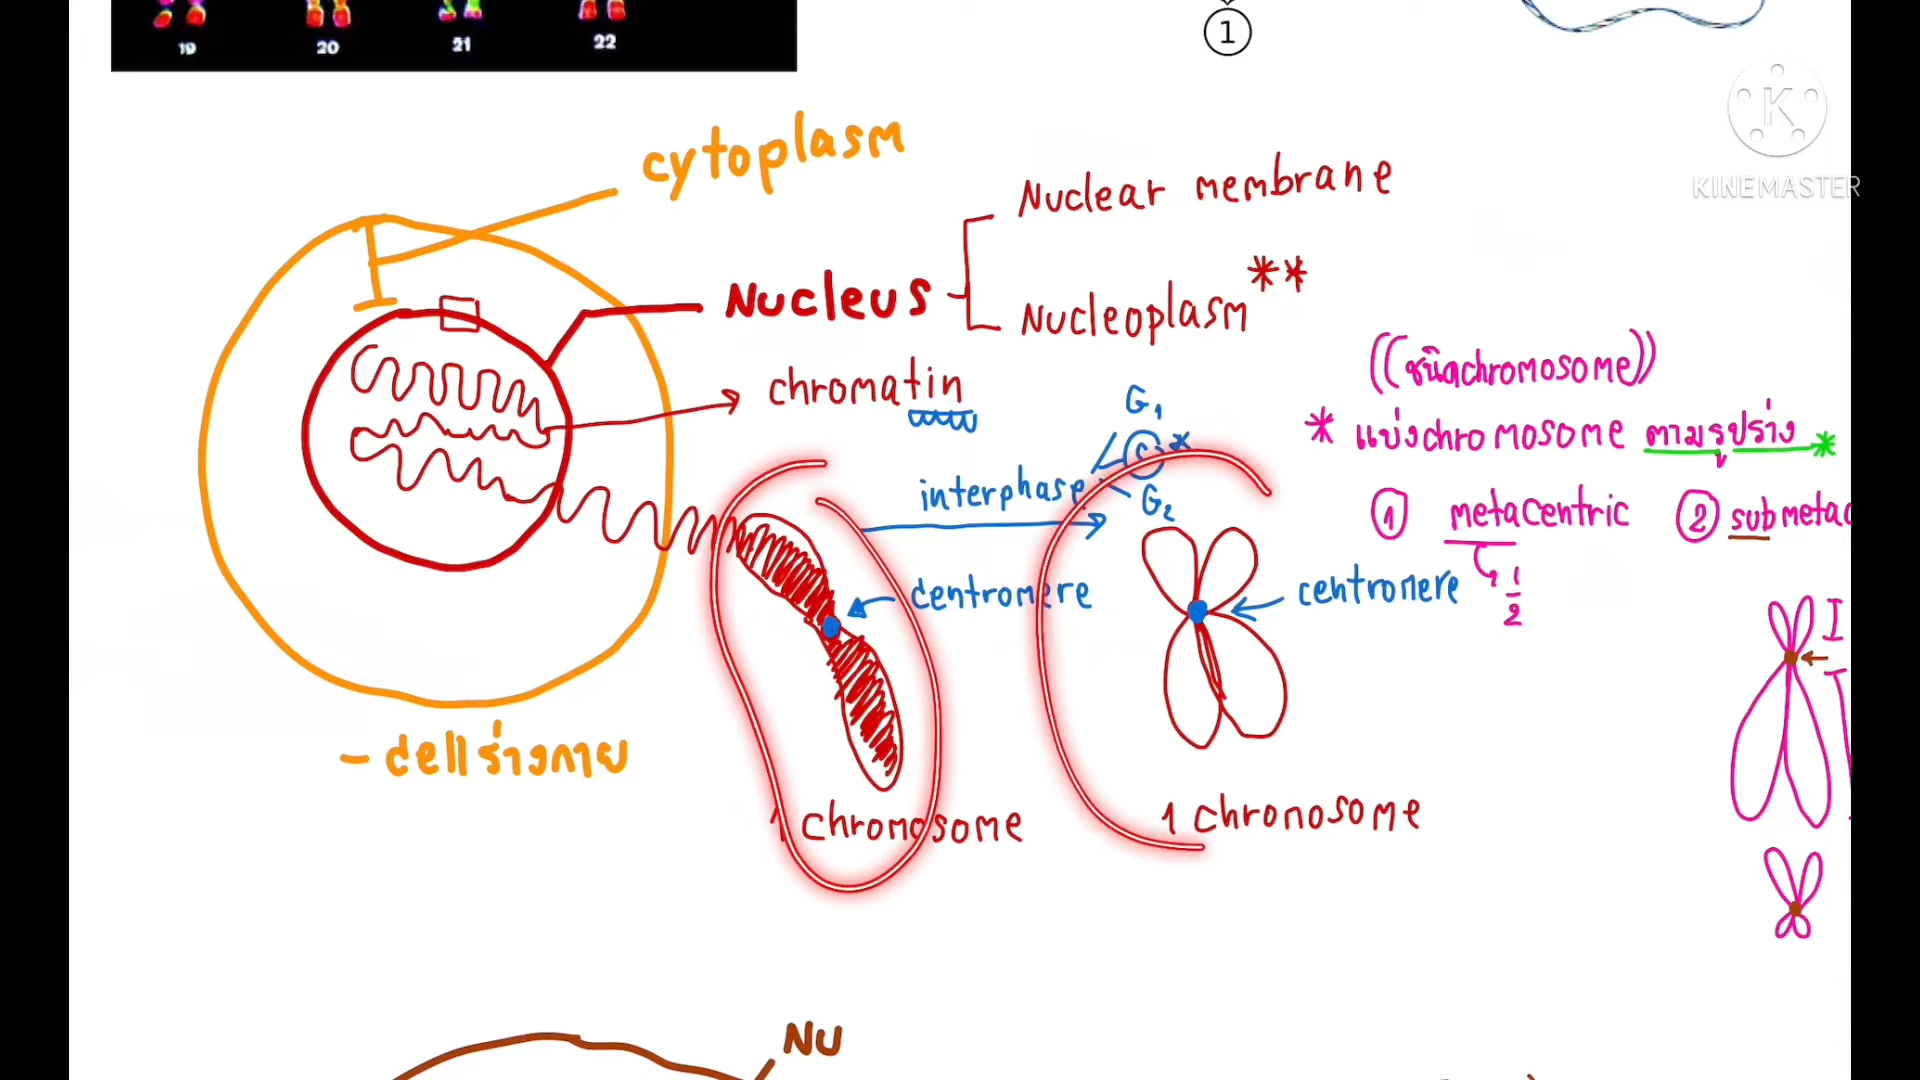 19 20 21 22
1
KINEMASTER
cytoplasm
Nuclear membrane
Nucleus
Nucleoplasm**
chromatin
((ชนิดchromosome))
* แบ่งchromosome ตามรูปร่าง *
G1
interphase
G2
① metacentric ② submetac
1/2
centromere
centromere
- cellร่างกาย
1 chromosome
1 chronosome
Nu